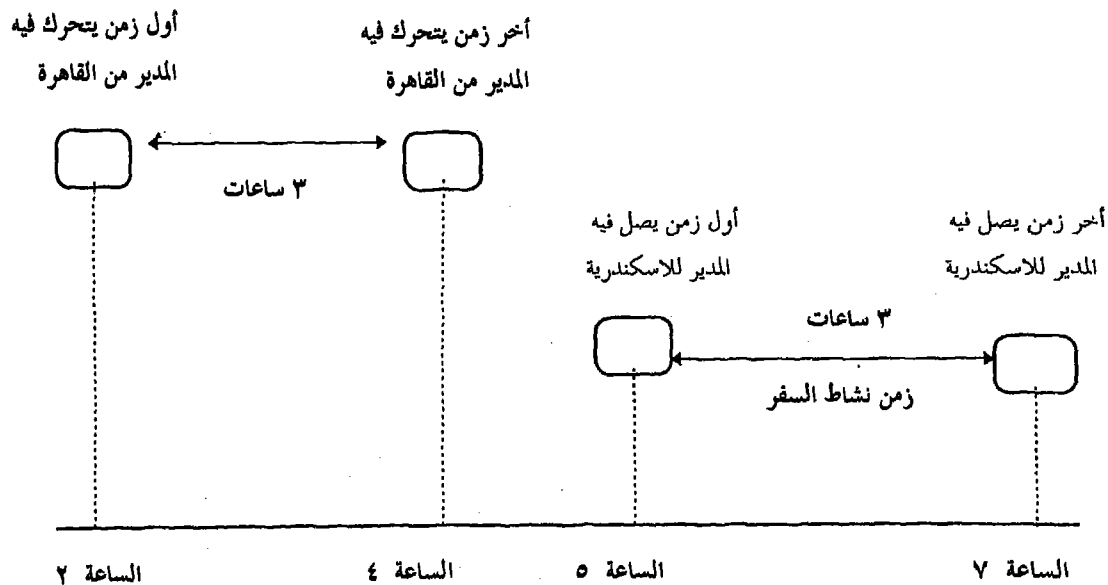 أخر زمن يتحرك فيه
المدير من القاهرة
أول زمن يتحرك فيه
المدير من القاهرة
٣ ساعات
أخر زمن يصل فيه
المدير للاسكندرية
أول زمن يصل فيه
المدير للاسكندرية
٣ ساعات
زمن نشاط السفر
الساعة ٧
الساعة ٥
الساعة ٤
الساعة ٢